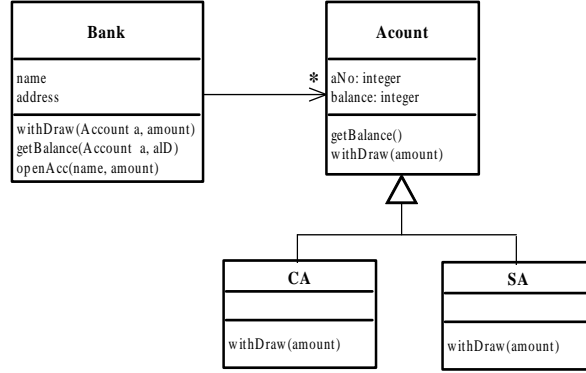 Bank
name
address
withDraw(Account a, amount)
getBalance(Account a, aID)
openAcc(name, amount)
*
Acount
aNo: integer
balance: integer
getBalance()
withDraw(amount)
CA
withDraw(amount)
SA
withDraw(amount)